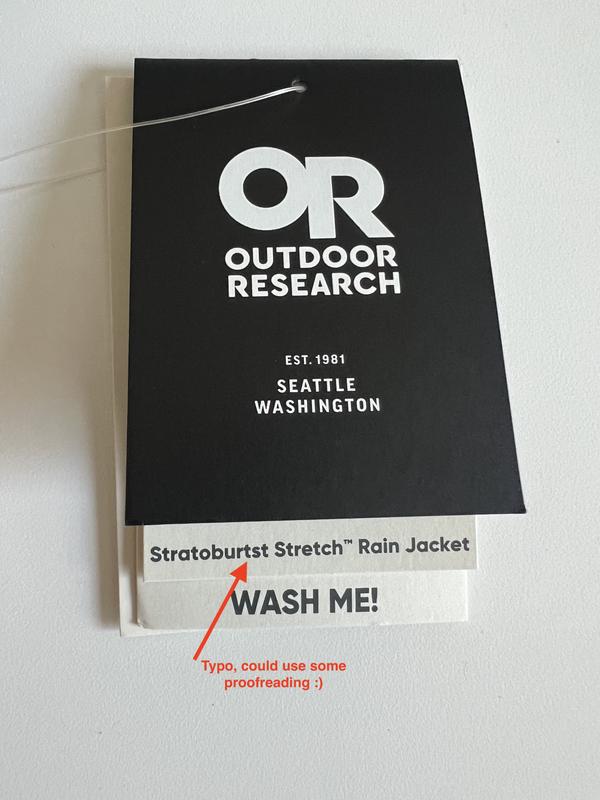 OR
OUTDOOR
RESEARCH
EST. 1981
SEATTLE
WASHINGTON
Stratoburtst Stretch™ Rain Jacket
WASH ME!
Typo, could use some
proofreading :)